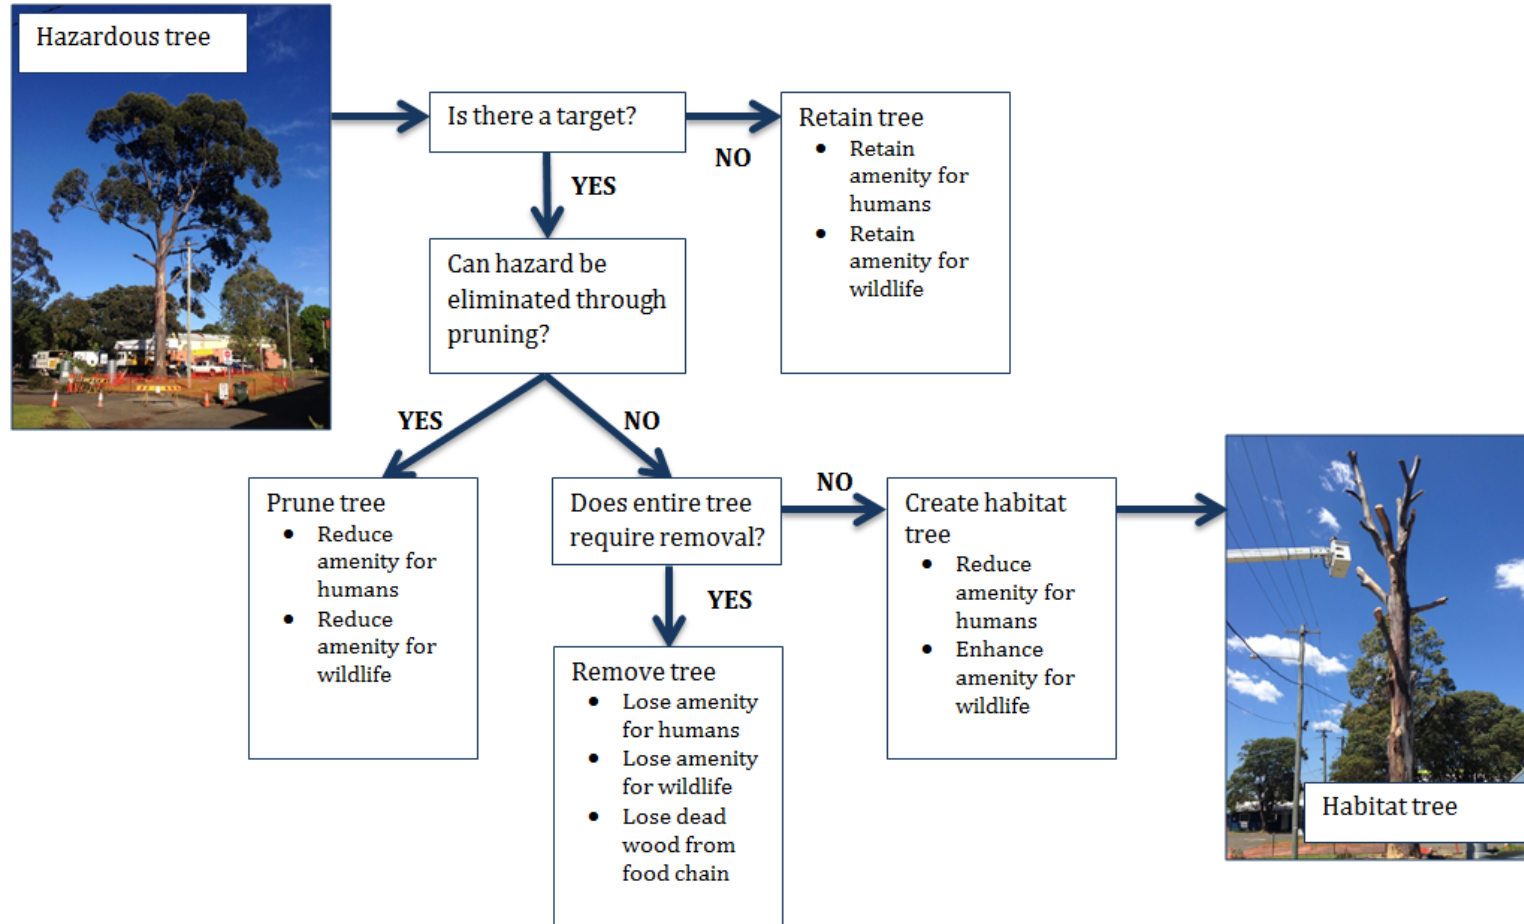 Hazardous tree
Is there a target?
NO
YES
Retain tree
• Retain
amenity for
humans
• Retain
amenity for
wildlife
Can hazard be
eliminated through
pruning?
YES
NO
Prune tree
• Reduce
amenity for
humans
• Reduce
amenity for
wildlife
Does entire tree
require removal?
NO
YES
Create habitat
tree
• Reduce
amenity for
humans
• Enhance
amenity for
wildlife
Remove tree
• Lose amenity
for humans
• Lose amenity
for wildlife
• Lose dead
wood from
food chain
Habitat tree